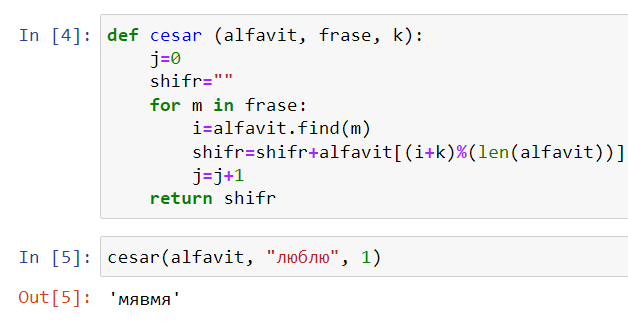 In [4]: def cesar (alfavit, frase, k):
    j=0
    shifr=""
    for m in frase:
        i=alfavit.find(m)
        shifr=shifr+alfavit[(i+k)%(len(alfavit))]
        j=j+1
    return shifr
In [5]: cesar(alfavit, "люблю", 1)
Out[5]: 'мявмя'